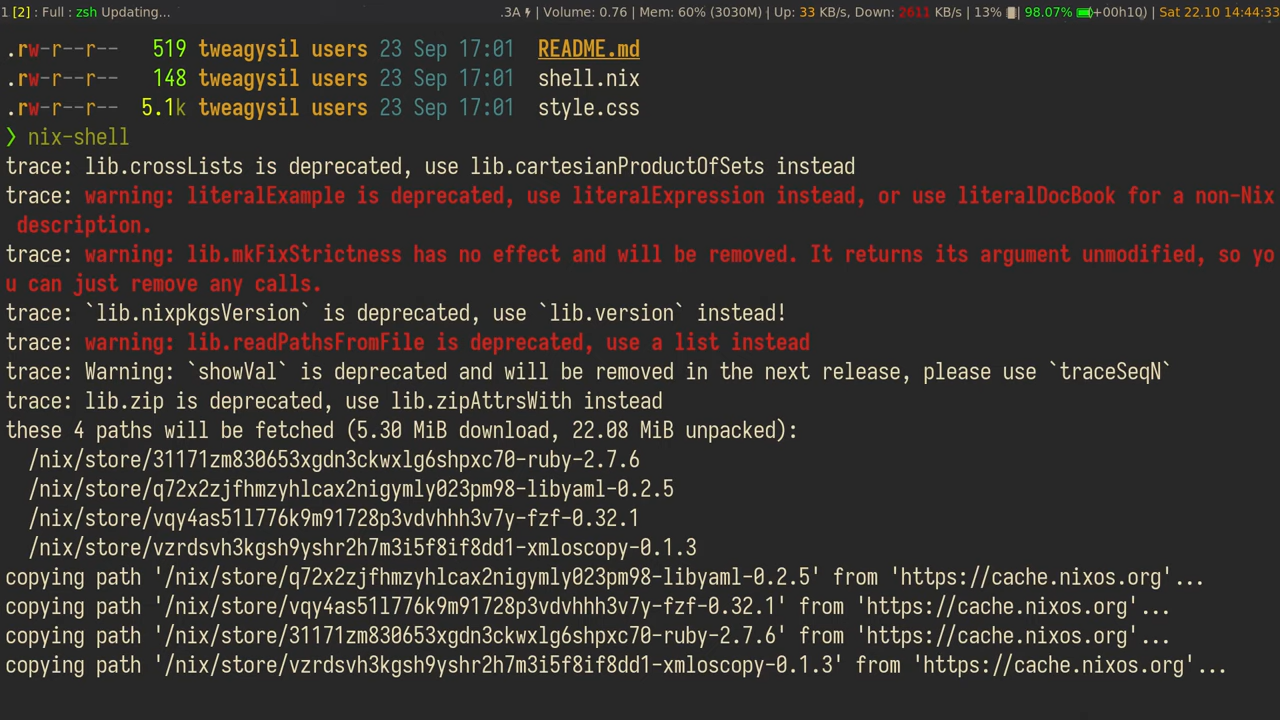 1 [2] : Full : zsh Updating... .3A | Volume: 0.76 | Mem: 60% (3030M) | Up: 33 KB/s, Down: 2611 KB/s | 13% | 98.07% +00h10 | Sat 22.10 14:44:33
.rw-r--r-- 519 tweagysil users 23 Sep 17:01 README.md
.rw-r--r-- 148 tweagysil users 23 Sep 17:01 shell.nix
.rw-r--r-- 5.1k tweagysil users 23 Sep 17:01 style.css
❯ nix-shell
trace: lib.crossLists is deprecated, use lib.cartesianProductOfSets instead
trace: warning: literalExample is deprecated, use literalExpression instead, or use literalDocBook for a non-Nix
description.
trace: warning: lib.mkFixStrictness has no effect and will be removed. It returns its argument unmodified, so yo
u can just remove any calls.
trace: `lib.nixpkgsVersion` is deprecated, use `lib.version` instead!
trace: warning: lib.readPathsFromFile is deprecated, use a list instead
trace: Warning: `showVal` is deprecated and will be removed in the next release, please use `traceSeqN`
trace: lib.zip is deprecated, use lib.zipAttrsWith instead
these 4 paths will be fetched (5.30 MiB download, 22.08 MiB unpacked):
/nix/store/31171zm830653xgdn3ckwxlg6shpxc70-ruby-2.7.6
/nix/store/q72x2zjfhmzyhlcax2nigymly023pm98-libyaml-0.2.5
/nix/store/vqy4as51l776k9m91728p3vdvhhh3v7y-fzf-0.32.1
/nix/store/vzrdsvh3kgsh9yshr2h7m3i5f8if8dd1-xmloscopy-0.1.3
copying path '/nix/store/q72x2zjfhmzyhlcax2nigymly023pm98-libyaml-0.2.5' from 'https://cache.nixos.org'...
copying path '/nix/store/vqy4as51l776k9m91728p3vdvhhh3v7y-fzf-0.32.1' from 'https://cache.nixos.org'...
copying path '/nix/store/31171zm830653xgdn3ckwxlg6shpxc70-ruby-2.7.6' from 'https://cache.nixos.org'...
copying path '/nix/store/vzrdsvh3kgsh9yshr2h7m3i5f8if8dd1-xmloscopy-0.1.3' from 'https://cache.nixos.org'...